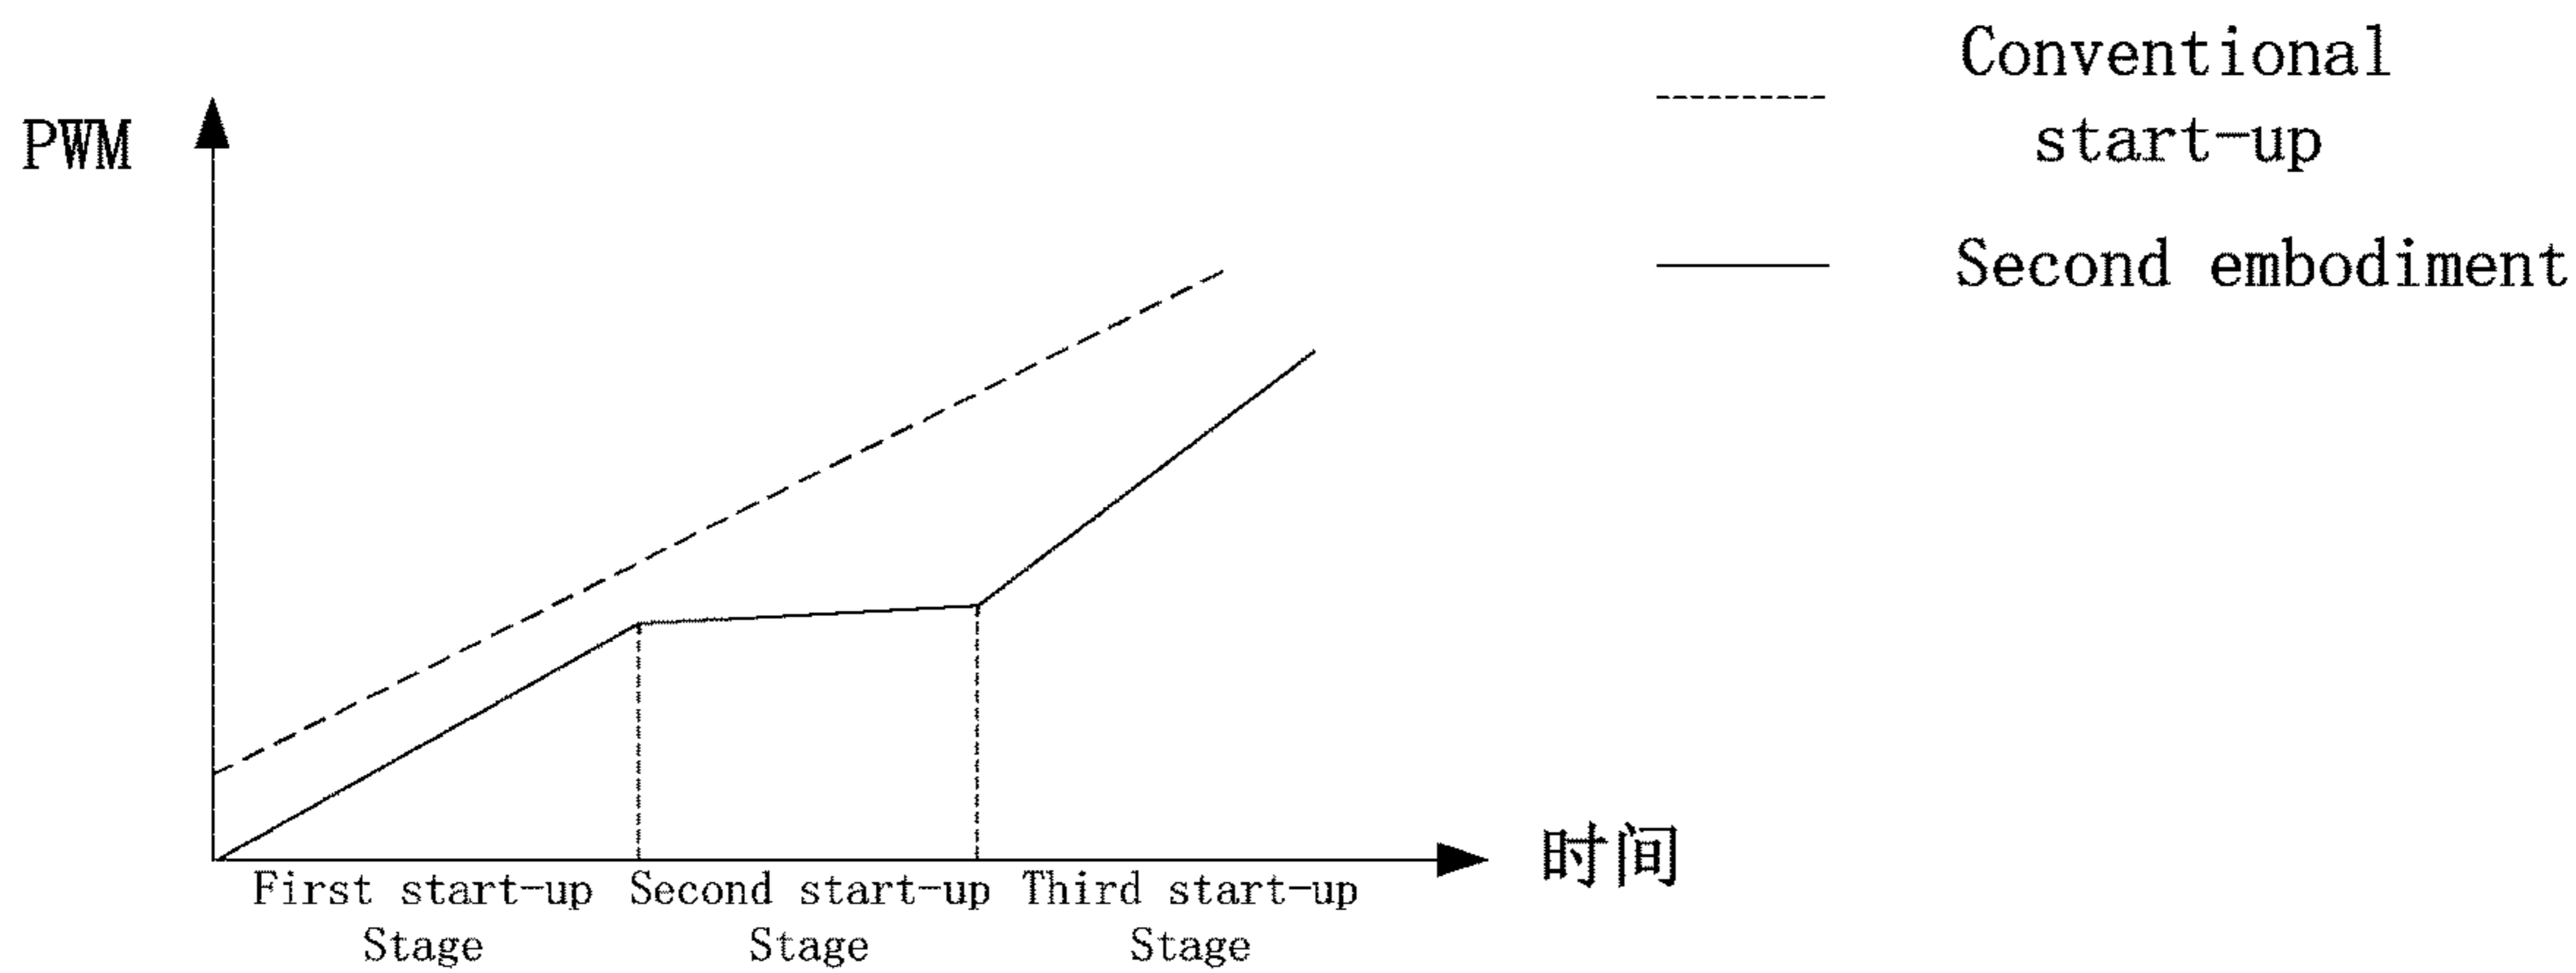 Conventional
start-up
PWM
Second embodiment
时间
First start-up Second start-up Third start-up
Stage Stage Stage